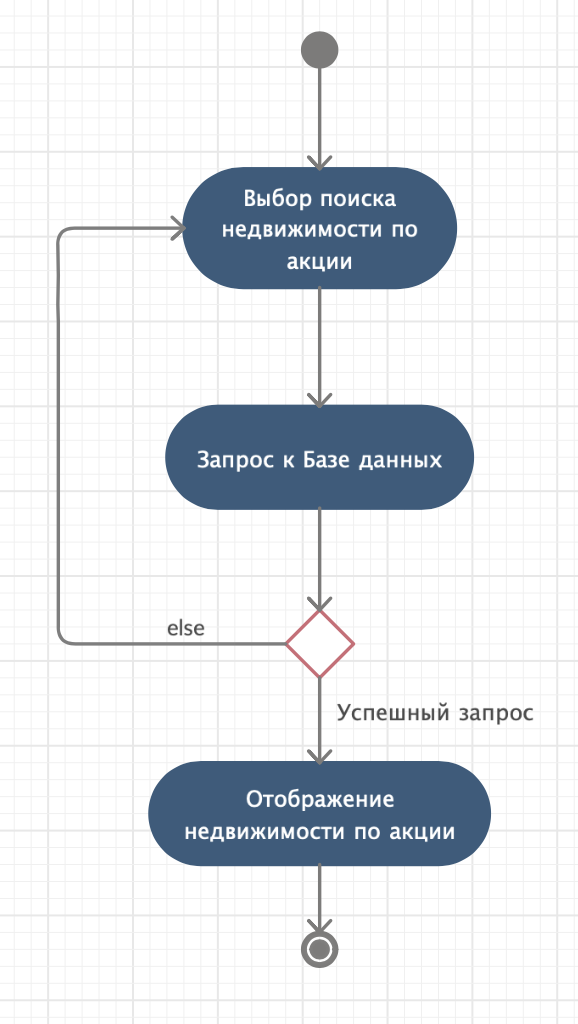 Выбор поиска
недвижимости по
акции
Запрос к Базе данных
else
Успешный запрос
Отображение
недвижимости по акции